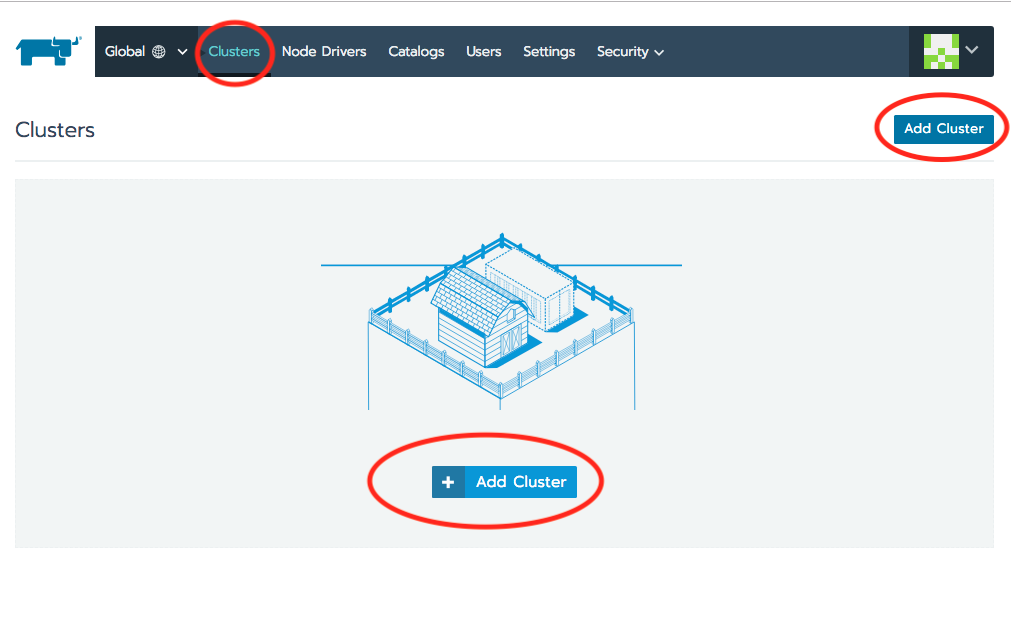 Global Clusters Node Drivers Catalogs Users Settings Security
Clusters
Add Cluster
+ Add Cluster